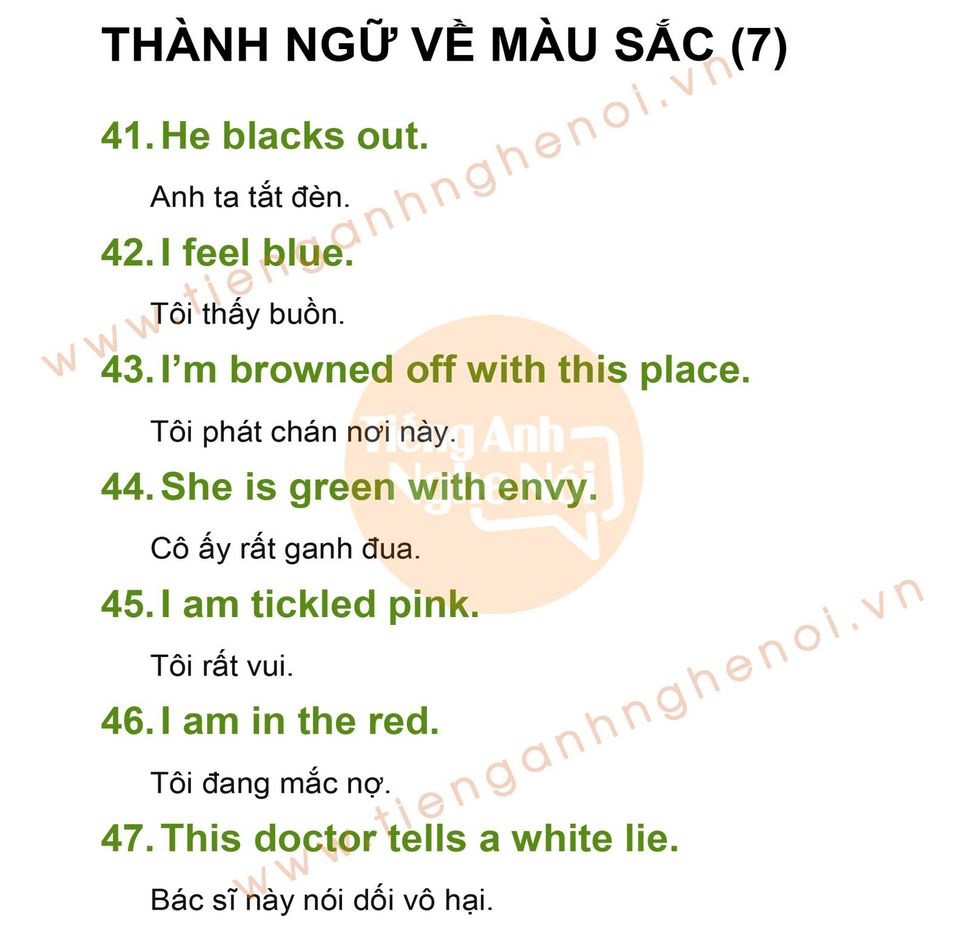 THÀNH NGỮ VỀ MÀU SẮC (7)
41. He blacks out.
Anh ta tắt đèn.
42. I feel blue.
Tôi thấy buồn.
43. I’m browned off with this place.
Tôi phát chán nơi này.
44. She is green with envy.
Cô ấy rất ganh đua.
45. I am tickled pink.
Tôi rất vui.
46. I am in the red.
Tôi đang mắc nợ.
47. This doctor tells a white lie.
Bác sĩ này nói dối vô hại.
www.tienganhnghenoi.vn
Tiếng Anh
Nghe Nói
www.tienganhnghenoi.vn